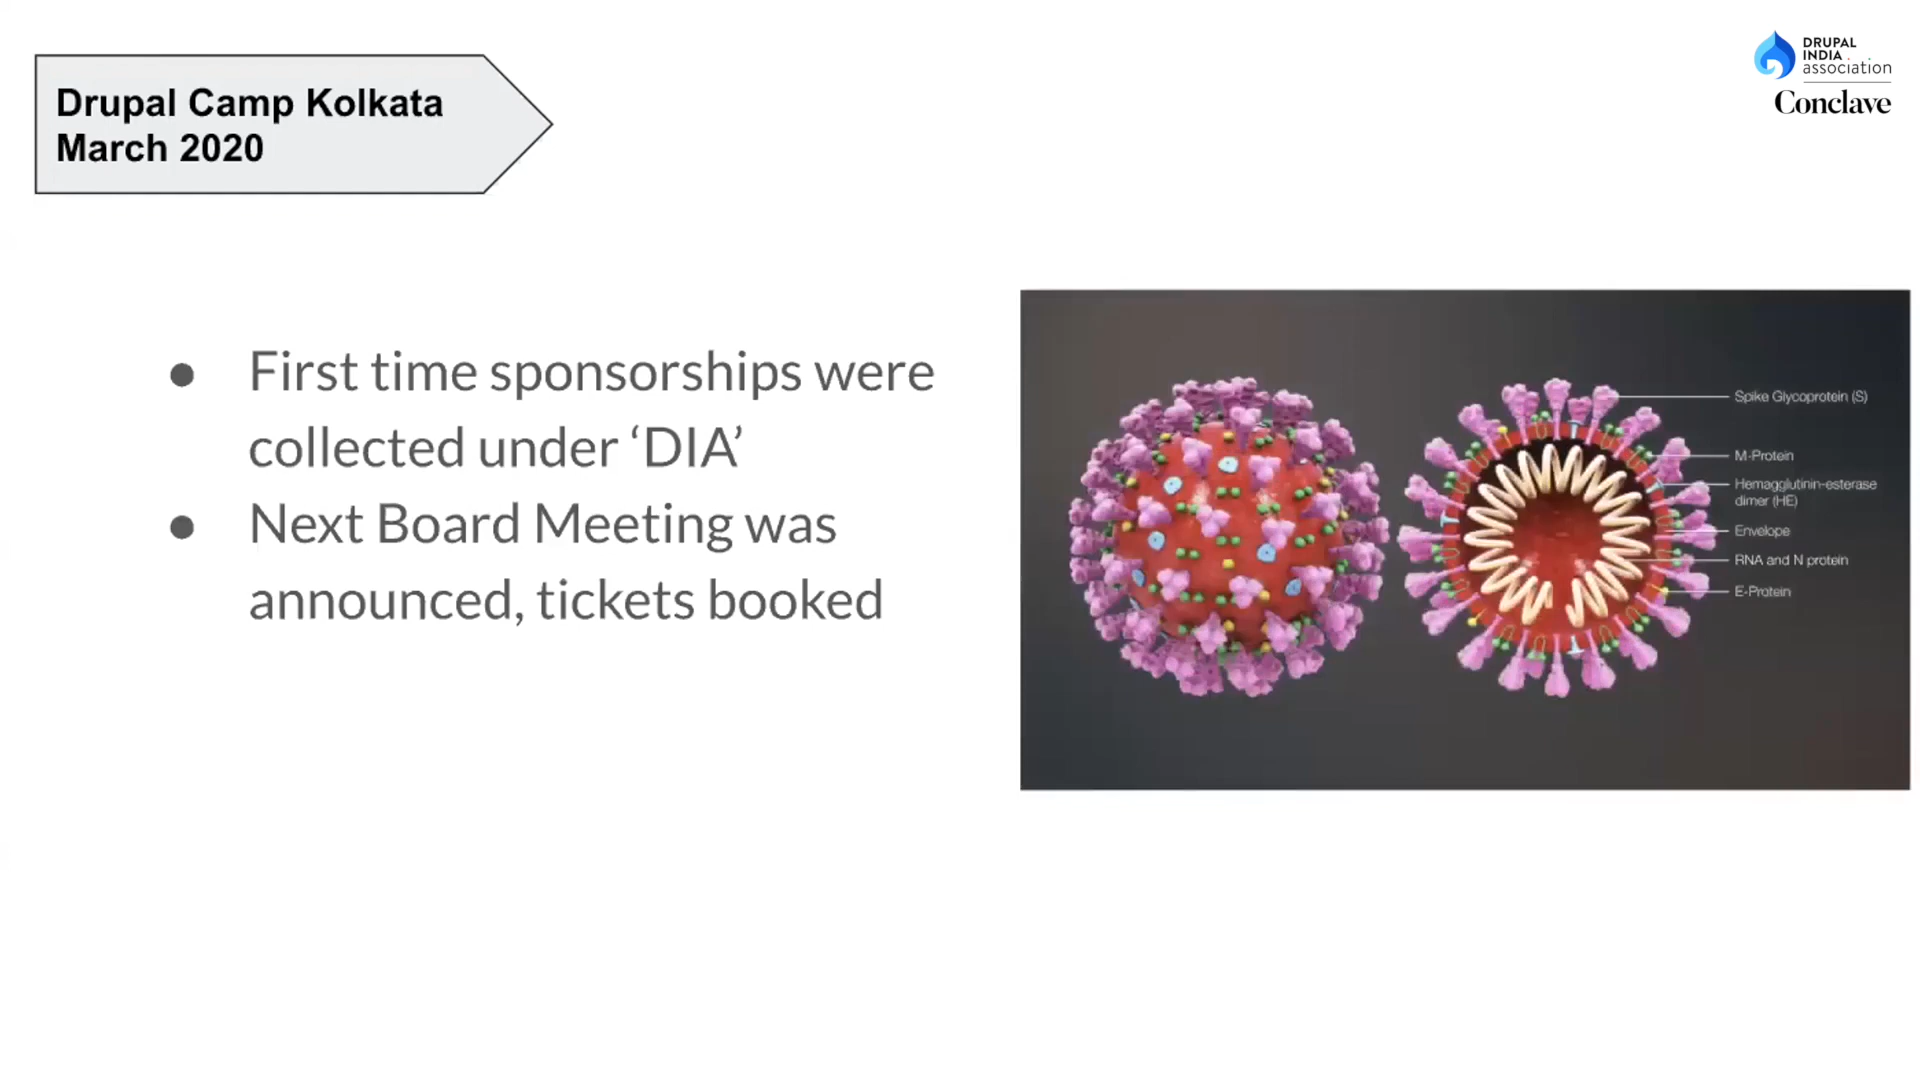 Drupal Camp Kolkata
March 2020
DRUPAL
INDIA
association
Conclave
● First time sponsorships were
collected under ‘DIA’
● Next Board Meeting was
announced, tickets booked
Spike Glycoprotein (S)
M-Protein
Hemagglutinin-esterase
dimer (HE)
Envelope
RNA and N protein
E-Protein